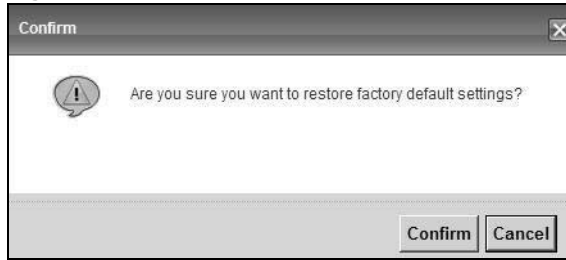 Confirm
Are you sure you want to restore factory default settings?
Confirm Cancel